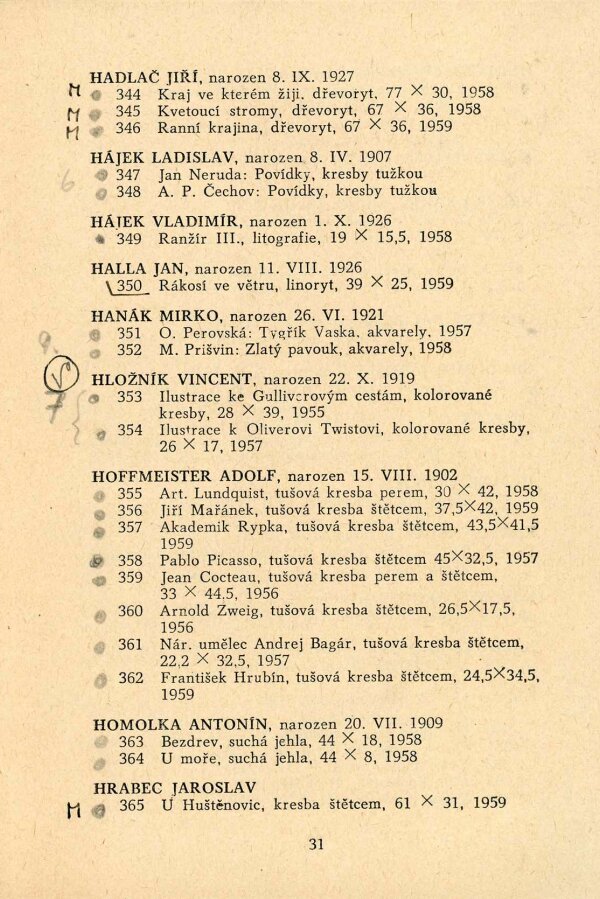 HADLAČ JIŘÍ, narozen 8. IX. 1927
M 344 Kraj ve kterém žiji, dřevoryt, 77 × 30, 1958
M 345 Kvetoucí stromy, dřevoryt, 67 × 36, 1958
M 346 Ranní krajina, dřevoryt, 67 × 36, 1959
HÁJEK LADISLAV, narozen 8. IV. 1907
6 347 Jan Neruda: Povídky, kresby tužkou
348 A. P. Čechov: Povídky, kresby tužkou
HÁJEK VLADIMÍR, narozen 1. X. 1926
349 Ranžír III., litografie, 19 × 15,5, 1958
HALLA JAN, narozen 11. VIII. 1926
350 Rákosí ve větru, linoryt, 39 × 25, 1959
HANÁK MIRKO, narozen 26. VI. 1921
351 O. Perovská: Tygřík Vaska, akvarely, 1957
352 M. Prišvin: Zlatý pavouk, akvarely, 1958
HLOŽNÍK VINCENT, narozen 22. X. 1919
7 353 Ilustrace ke Gulliverovým cestám, kolorované
kresby, 28 × 39, 1955
354 Ilustrace k Oliverovi Twistovi, kolorované kresby,
26 × 17, 1957
HOFFMEISTER ADOLF, narozen 15. VIII. 1902
355 Art. Lundquist, tušová kresba perem, 30 × 42, 1958
356 Jiří Mařánek, tušová kresba štětcem, 37,5×42, 1959
357 Akademik Rypka, tušová kresba štětcem, 43,5×41,5
1959
358 Pablo Picasso, tušová kresba štětcem 45×32,5, 1957
359 Jean Cocteau, tušová kresba perem a štětcem,
33 × 44,5, 1956
360 Arnold Zweig, tušová kresba štětcem, 26,5×17,5,
1956
361 Nár. umělec Andrej Bagár, tušová kresba štětcem,
22,2 × 32,5, 1957
362 František Hrubín, tušová kresba štětcem, 24,5×34,5,
1959
HOMOLKA ANTONÍN, narozen 20. VII. 1909
363 Bezdrev, suchá jehla, 44 × 18, 1958
364 U moře, suchá jehla, 44 × 8, 1958
HRABEC JAROSLAV
M 365 U Huštěnovic, kresba štětcem, 61 × 31, 1959
31